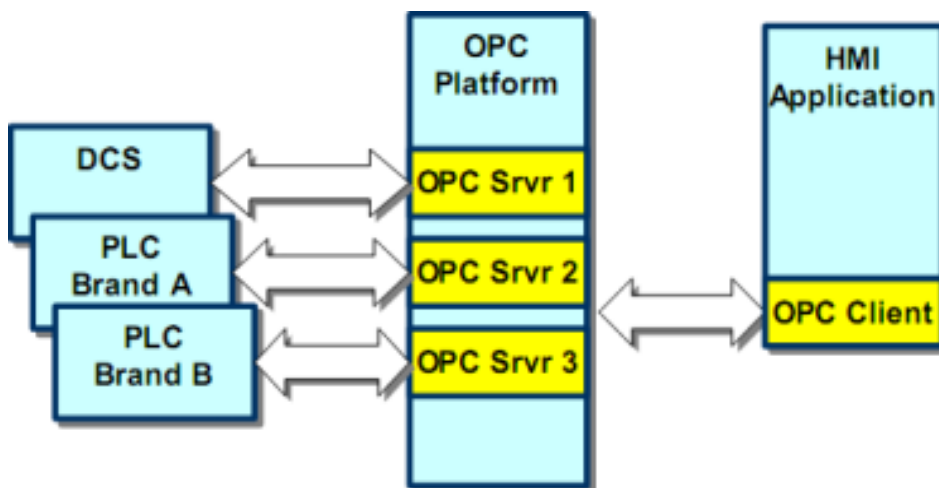 OPC
Platform
HMI
Application
DCS
OPC Srvr 1
PLC
Brand A
OPC Srvr 2
OPC Client
PLC
Brand B
OPC Srvr 3